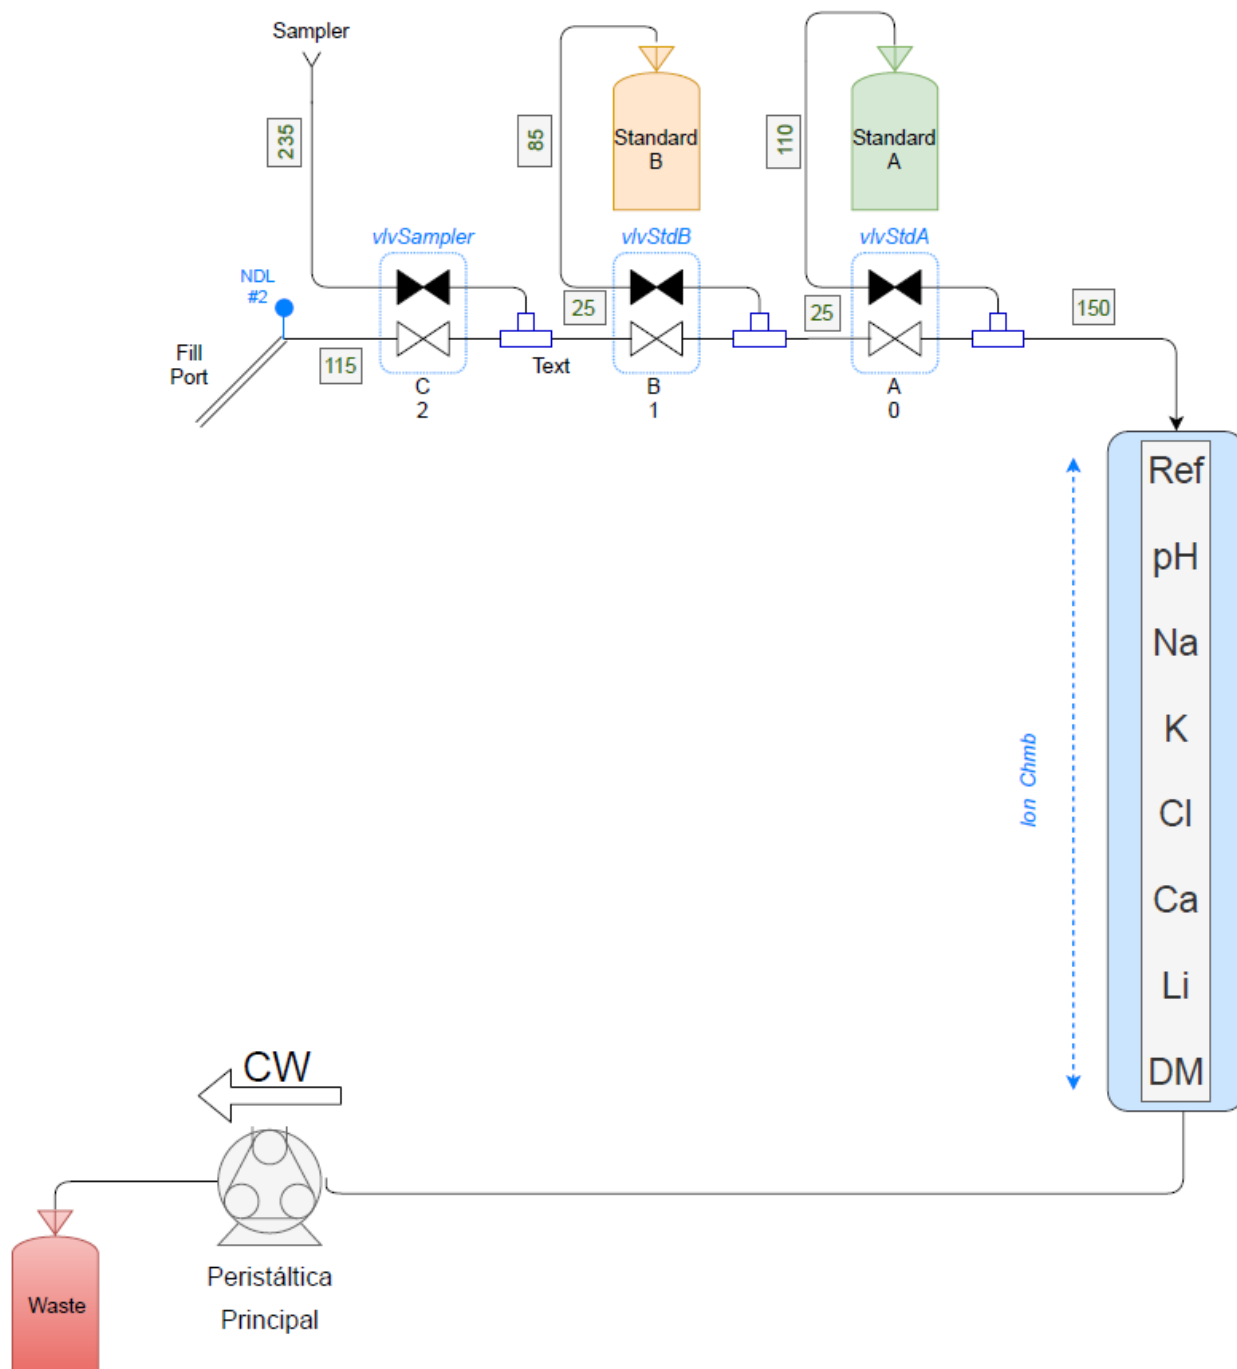 Sampler
235
85
110
Standard
B
Standard
A
vlvSampler
vlvStdB
vlvStdA
NDL
#2
25
25
150
Fill
Port
115
Text
C
2
B
1
A
0
Ref
pH
Na
K
Cl
Ca
Li
DM
Ion Chmb
CW
Peristáltica
Principal
Waste